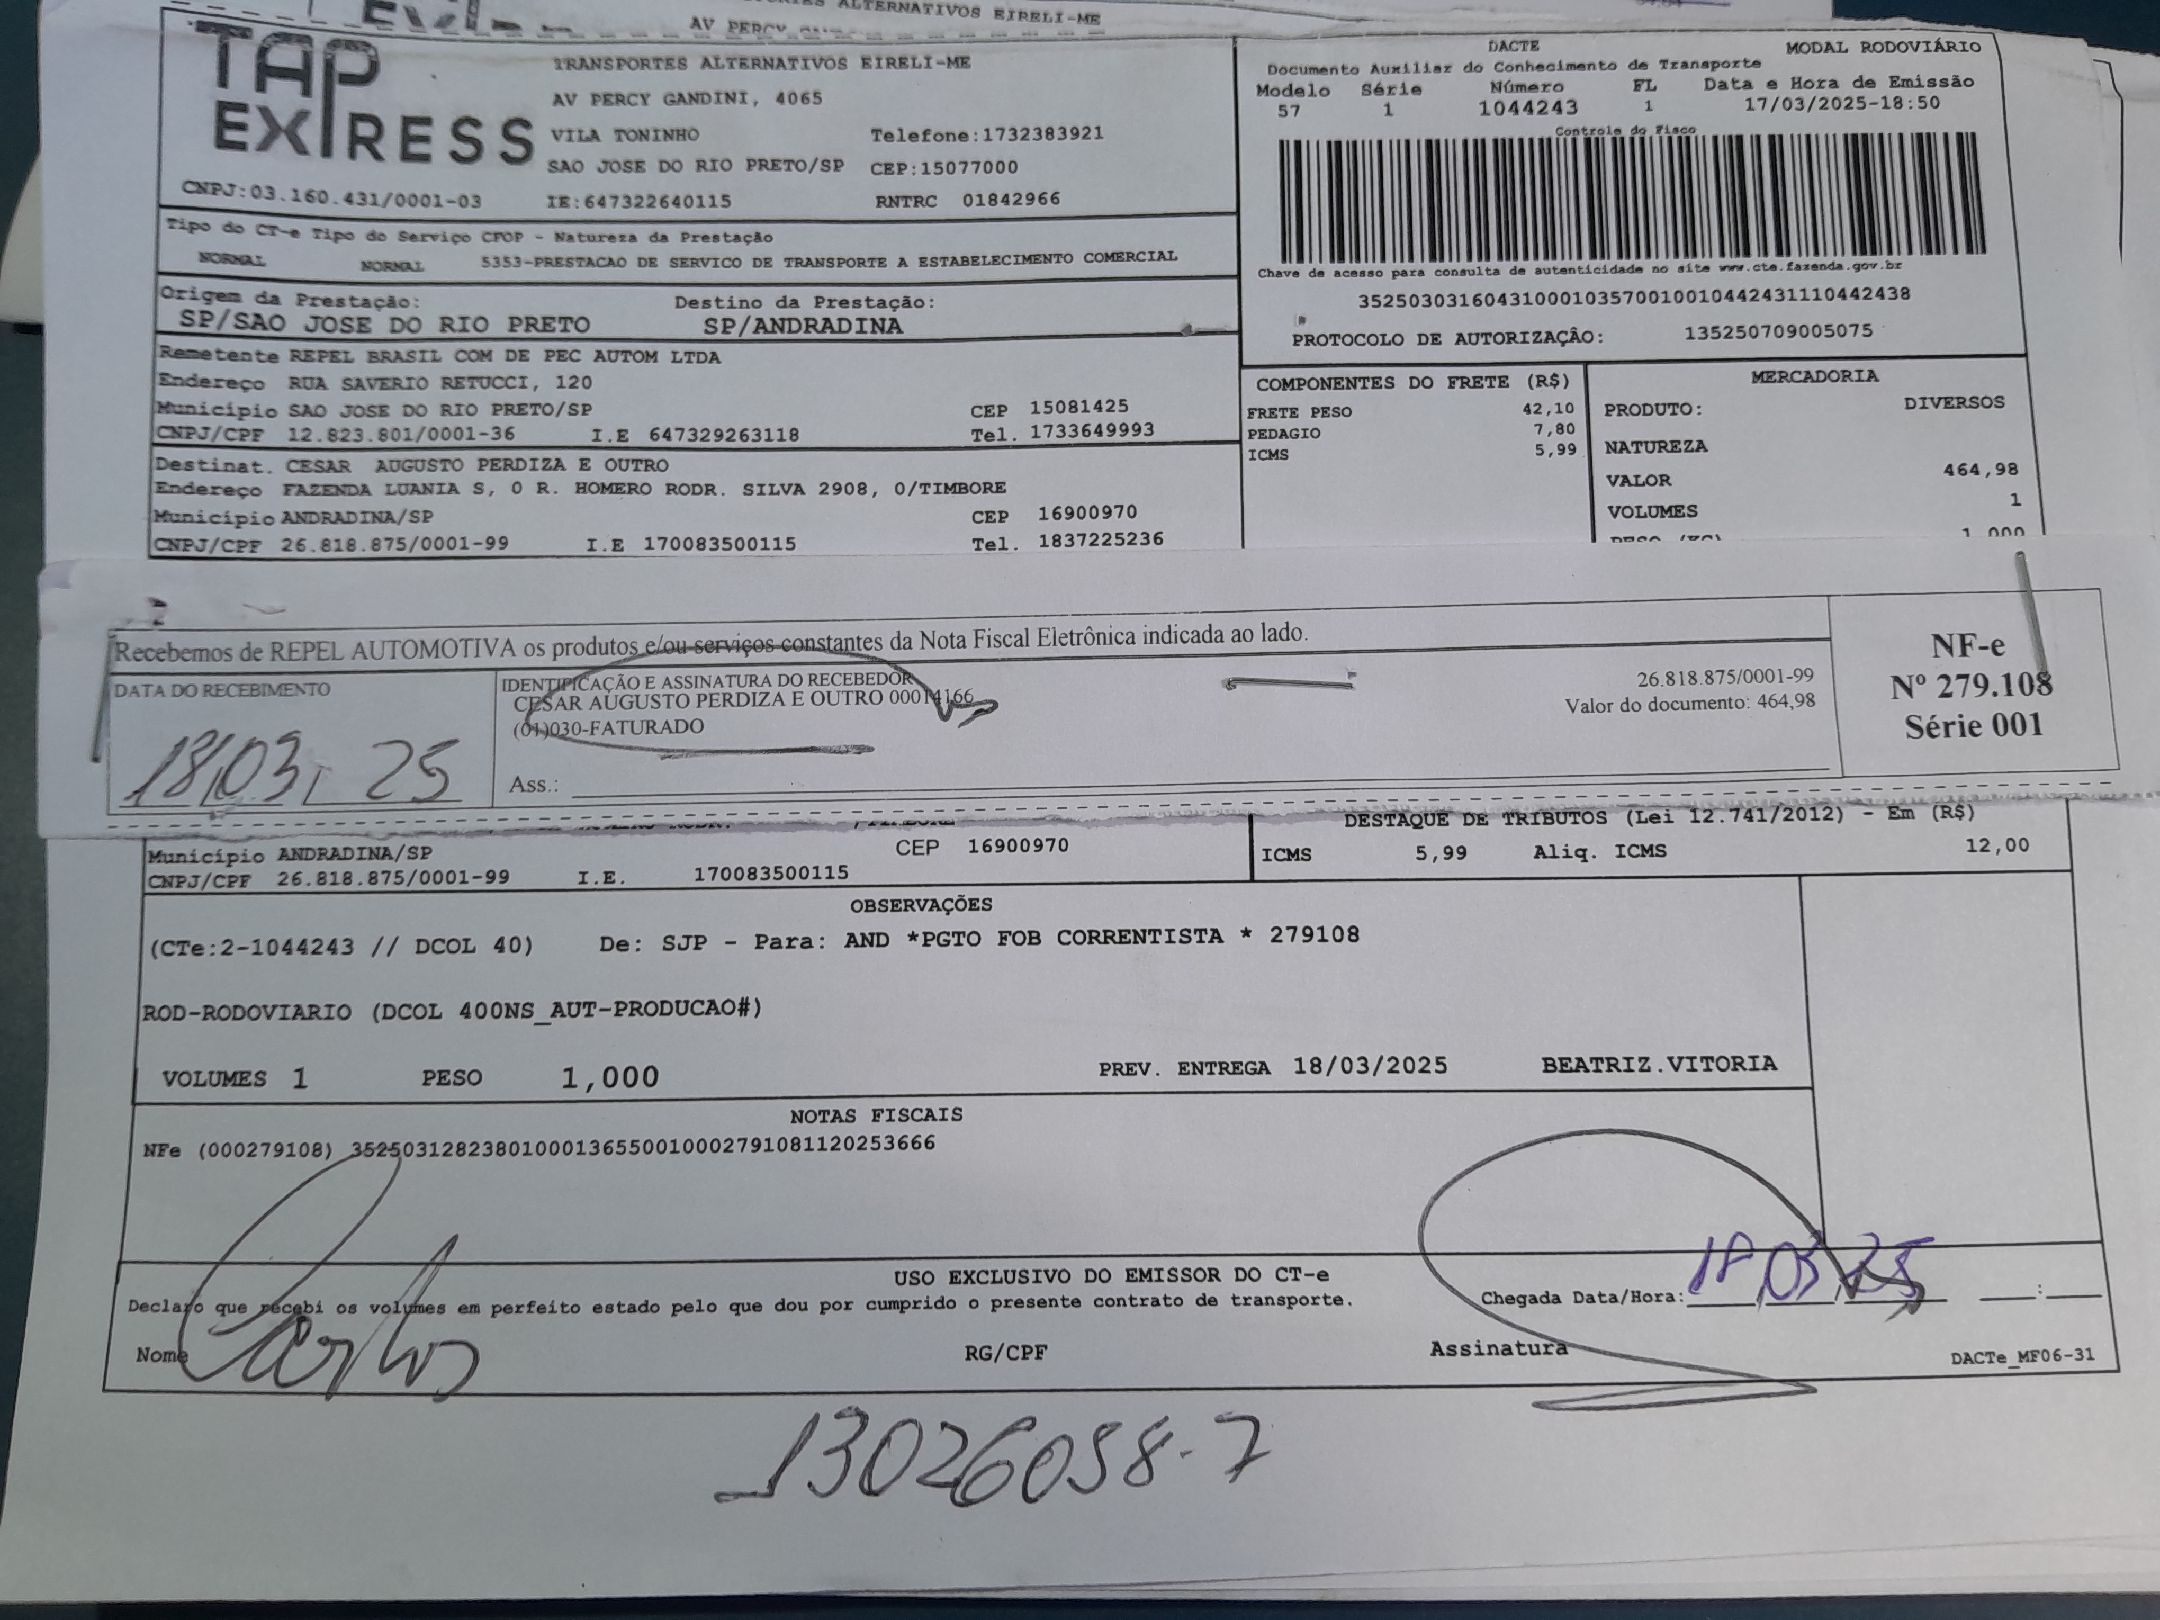 ALTERNATIVOS EIRELI-ME
AV PERCY
TAP EXPRESS
TRANSPORTES ALTERNATIVOS EIRELI-ME
AV PERCY GANDINI, 4065
VILA TONINHO Telefone:1732383921
SAO JOSE DO RIO PRETO/SP CEP:15077000
CNPJ:03.160.431/0001-03 IE:647322640115 RNTRC 01842966
DACTE MODAL RODOVIÁRIO
Documento Auxiliar do Conhecimento de Transporte
Modelo Série Número FL Data e Hora de Emissão
57 1 1044243 1 17/03/2025-18:50
Controle do Fisco
Chave de acesso para consulta de autenticidade no site www.cte.fazenda.gov.br
35250303160431000103570010010442431110442438
PROTOCOLO DE AUTORIZAÇÃO: 135250709005075
Tipo do CT-e Tipo do Serviço CFOP - Natureza da Prestação
NORMAL NORMAL 5353-PRESTACAO DE SERVICO DE TRANSPORTE A ESTABELECIMENTO COMERCIAL
Origem da Prestação: Destino da Prestação:
SP/SAO JOSE DO RIO PRETO SP/ANDRADINA
Remetente REPEL BRASIL COM DE PEC AUTOM LTDA
Endereço RUA SAVERIO RETUCCI, 120
Município SAO JOSE DO RIO PRETO/SP CEP 15081425
CNPJ/CPF 12.823.801/0001-36 I.E 647329263118 Tel. 1733649993
Destinat. CESAR AUGUSTO PERDIZA E OUTRO
Endereço FAZENDA LUANIA S, 0 R. HOMERO RODR. SILVA 2908, 0/TIMBORE
Município ANDRADINA/SP CEP 16900970
CNPJ/CPF 26.818.875/0001-99 I.E 170083500115 Tel. 1837225236
COMPONENTES DO FRETE (R$)
FRETE PESO 42,10
PEDAGIO 7,80
ICMS 5,99
MERCADORIA
PRODUTO: DIVERSOS
NATUREZA
VALOR 464,98
VOLUMES 1
PESO (KG) 1,000
Recebemos de REPEL AUTOMOTIVA os produtos e/ou serviços constantes da Nota Fiscal Eletrônica indicada ao lado.
DATA DO RECEBIMENTO
18/03/25
IDENTIFICAÇÃO E ASSINATURA DO RECEBEDOR
CESAR AUGUSTO PERDIZA E OUTRO 00014166
(01)030-FATURADO
Ass.:
26.818.875/0001-99
Valor do documento: 464,98
NF-e
Nº 279.108
Série 001
Município ANDRADINA/SP CEP 16900970
CNPJ/CPF 26.818.875/0001-99 I.E. 170083500115
DESTAQUE DE TRIBUTOS (Lei 12.741/2012) - Em (R$)
ICMS 5,99 Aliq. ICMS 12,00
OBSERVAÇÕES
(CTe:2-1044243 // DCOL 40) De: SJP - Para: AND *PGTO FOB CORRENTISTA * 279108
ROD-RODOVIARIO (DCOL 400NS_AUT-PRODUCAO#)
VOLUMES 1 PESO 1,000 PREV. ENTREGA 18/03/2025 BEATRIZ.VITORIA
NOTAS FISCAIS
NFe (000279108) 35250312823801000136550010002791081120253666
USO EXCLUSIVO DO EMISSOR DO CT-e
Declaro que recebi os volumes em perfeito estado pelo que dou por cumprido o presente contrato de transporte.
Chegada Data/Hora: 18/03/25 __:__
Nome Carlos RG/CPF Assinatura
DACTe_MF06-31
13026058-7